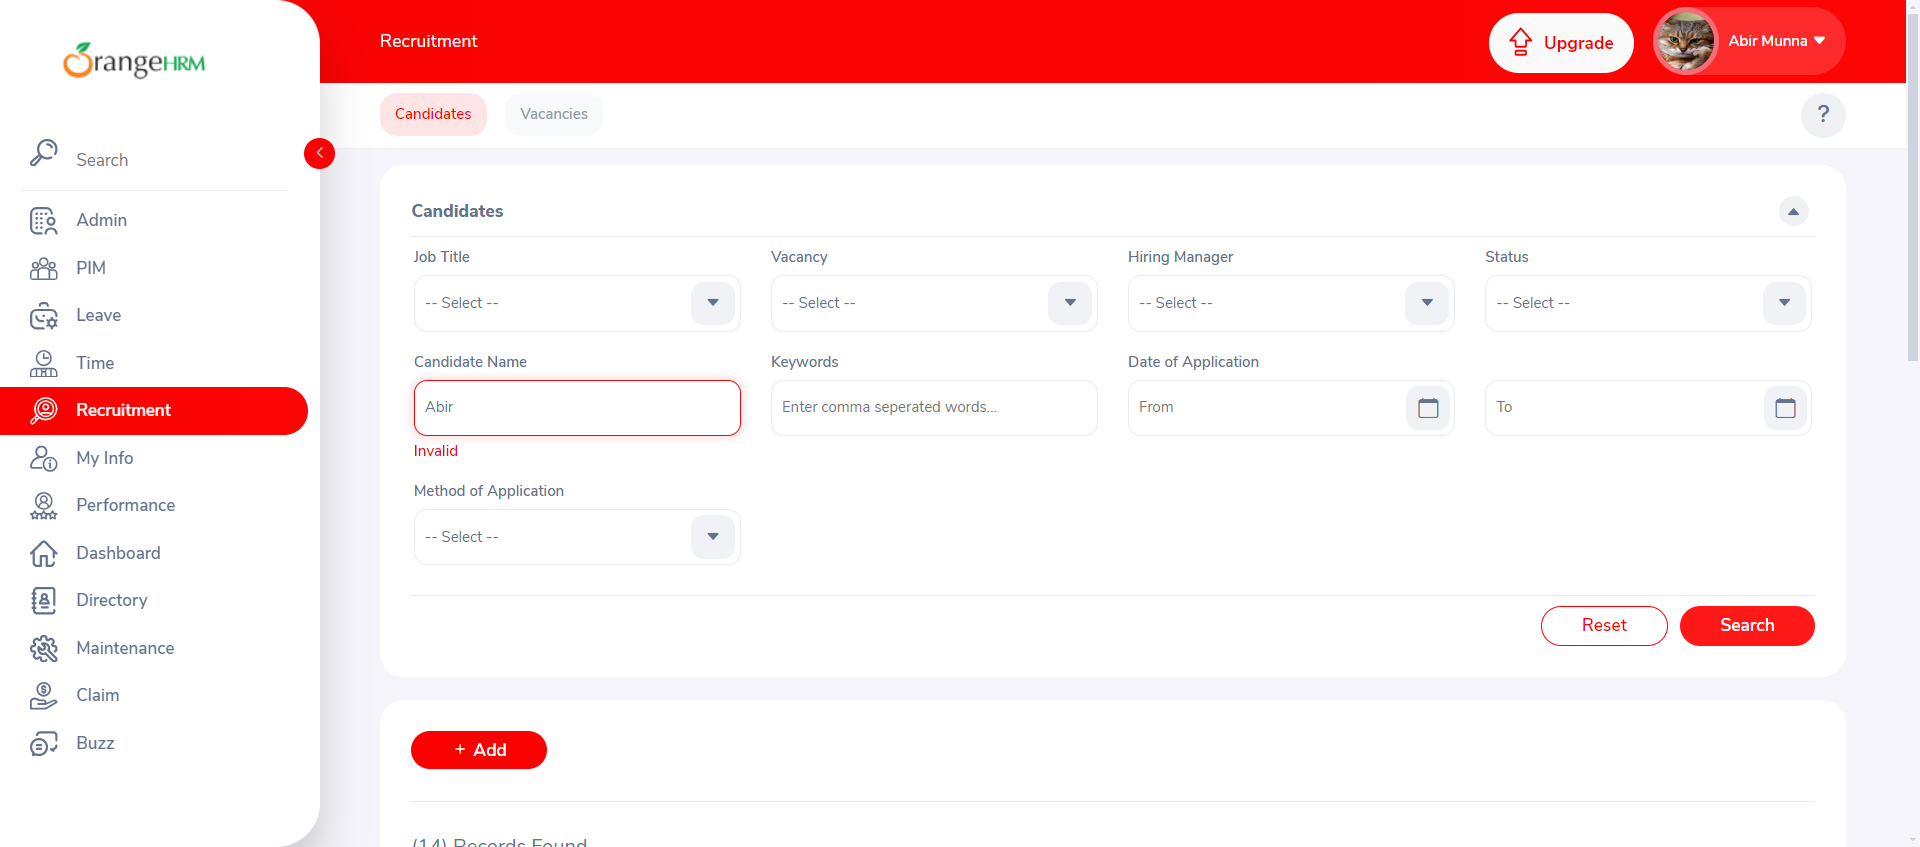 OrangeHRM
Recruitment
Upgrade
Abir Munna
Candidates
Vacancies
?
Search
Admin
PIM
Leave
Time
Recruitment
My Info
Performance
Dashboard
Directory
Maintenance
Claim
Buzz
Candidates
Job Title
Vacancy
Hiring Manager
Status
-- Select --
-- Select --
-- Select --
-- Select --
Candidate Name
Keywords
Date of Application
Abir
Enter comma seperated words...
From
To
Invalid
Method of Application
-- Select --
Reset
Search
+ Add
(14) Records Found